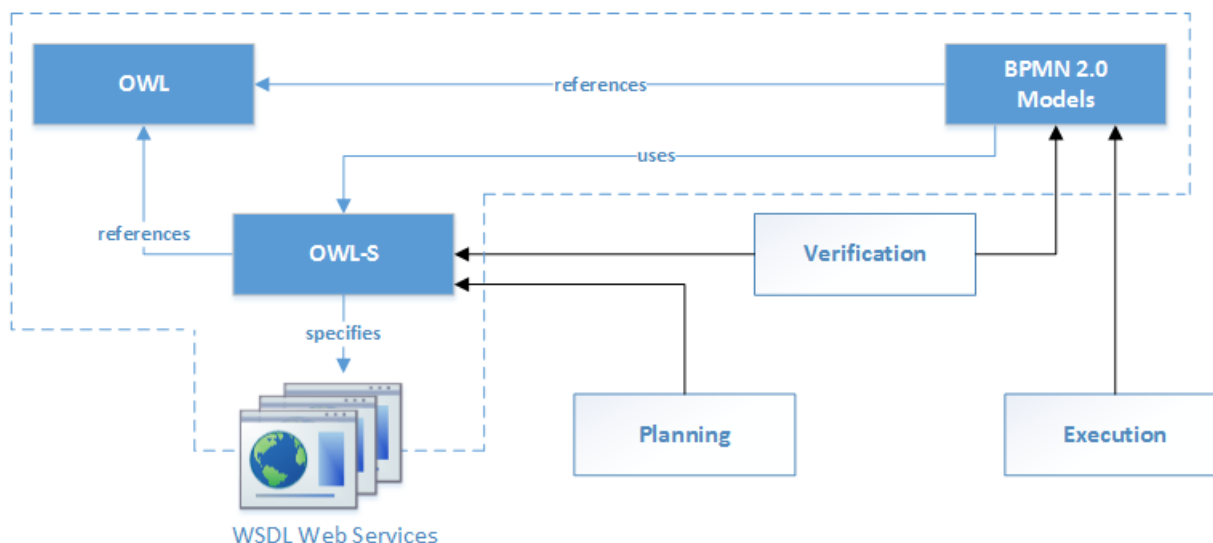 OWL
BPMN 2.0
Models
references
uses
references
OWL-S
Verification
specifies
Planning
Execution
WSDL Web Services